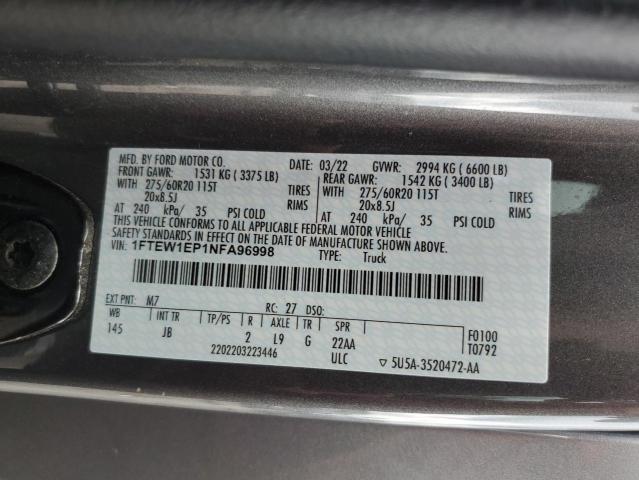 MFD. BY FORD MOTOR CO. DATE: 03/22 GVWR: 2994 KG ( 6600 LB)
FRONT GAWR: 1531 KG ( 3375 LB) REAR GAWR: 1542 KG ( 3400 LB)
WITH 275/60R20 115T TIRES WITH 275/60R20 115T TIRES
20x8.5J RIMS 20x8.5J RIMS
AT 240 kPa/ 35 PSI COLD AT 240 kPa/ 35 PSI COLD
THIS VEHICLE CONFORMS TO ALL APPLICABLE FEDERAL MOTOR VEHICLE
SAFETY STANDARDS IN EFFECT ON THE DATE OF MANUFACTURE SHOWN ABOVE.
VIN: 1FTEW1EP1NFA96998 TYPE: Truck
EXT PNT: M7 RC: 27 DSO:
WB INT TR TP/PS R AXLE TR SPR F0100
145 JB 2 L9 G 22AA T0792
2202203223446 ULC ▽ 5U5A-3520472-AA